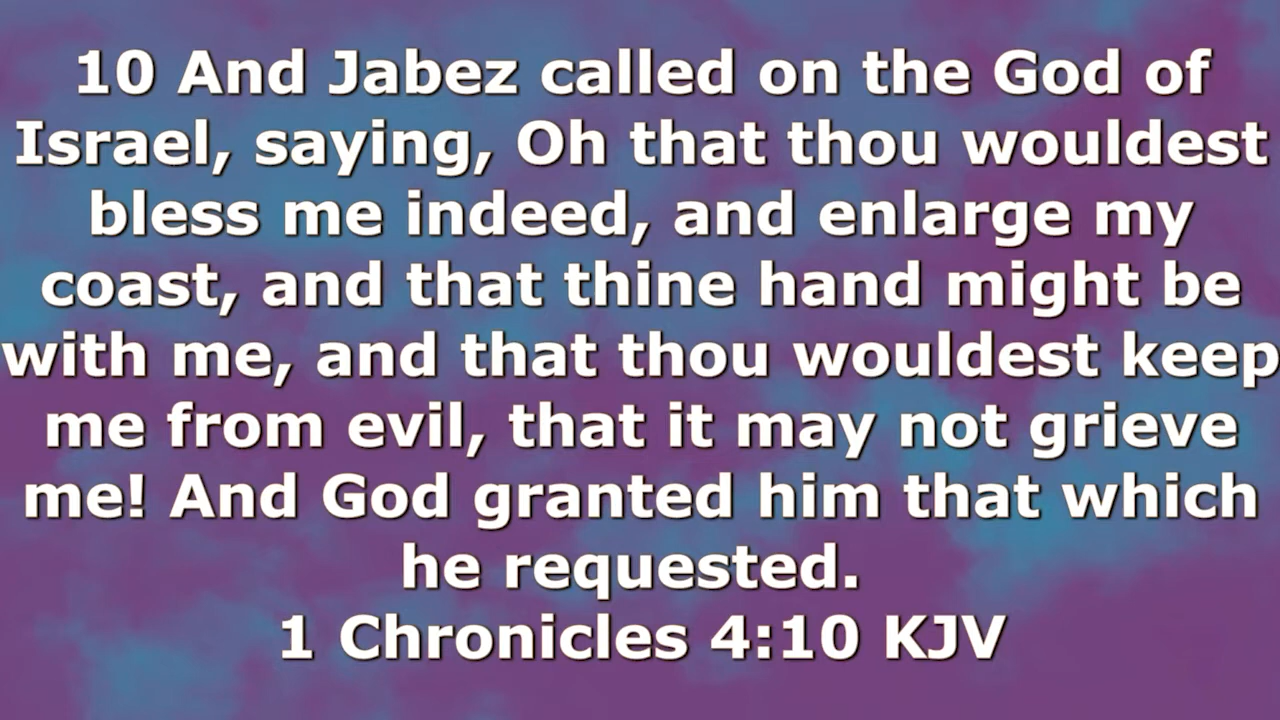 10 And Jabez called on the God of
Israel, saying, Oh that thou wouldest
bless me indeed, and enlarge my
coast, and that thine hand might be
with me, and that thou wouldest keep
me from evil, that it may not grieve
me! And God granted him that which
he requested.
1 Chronicles 4:10 KJV